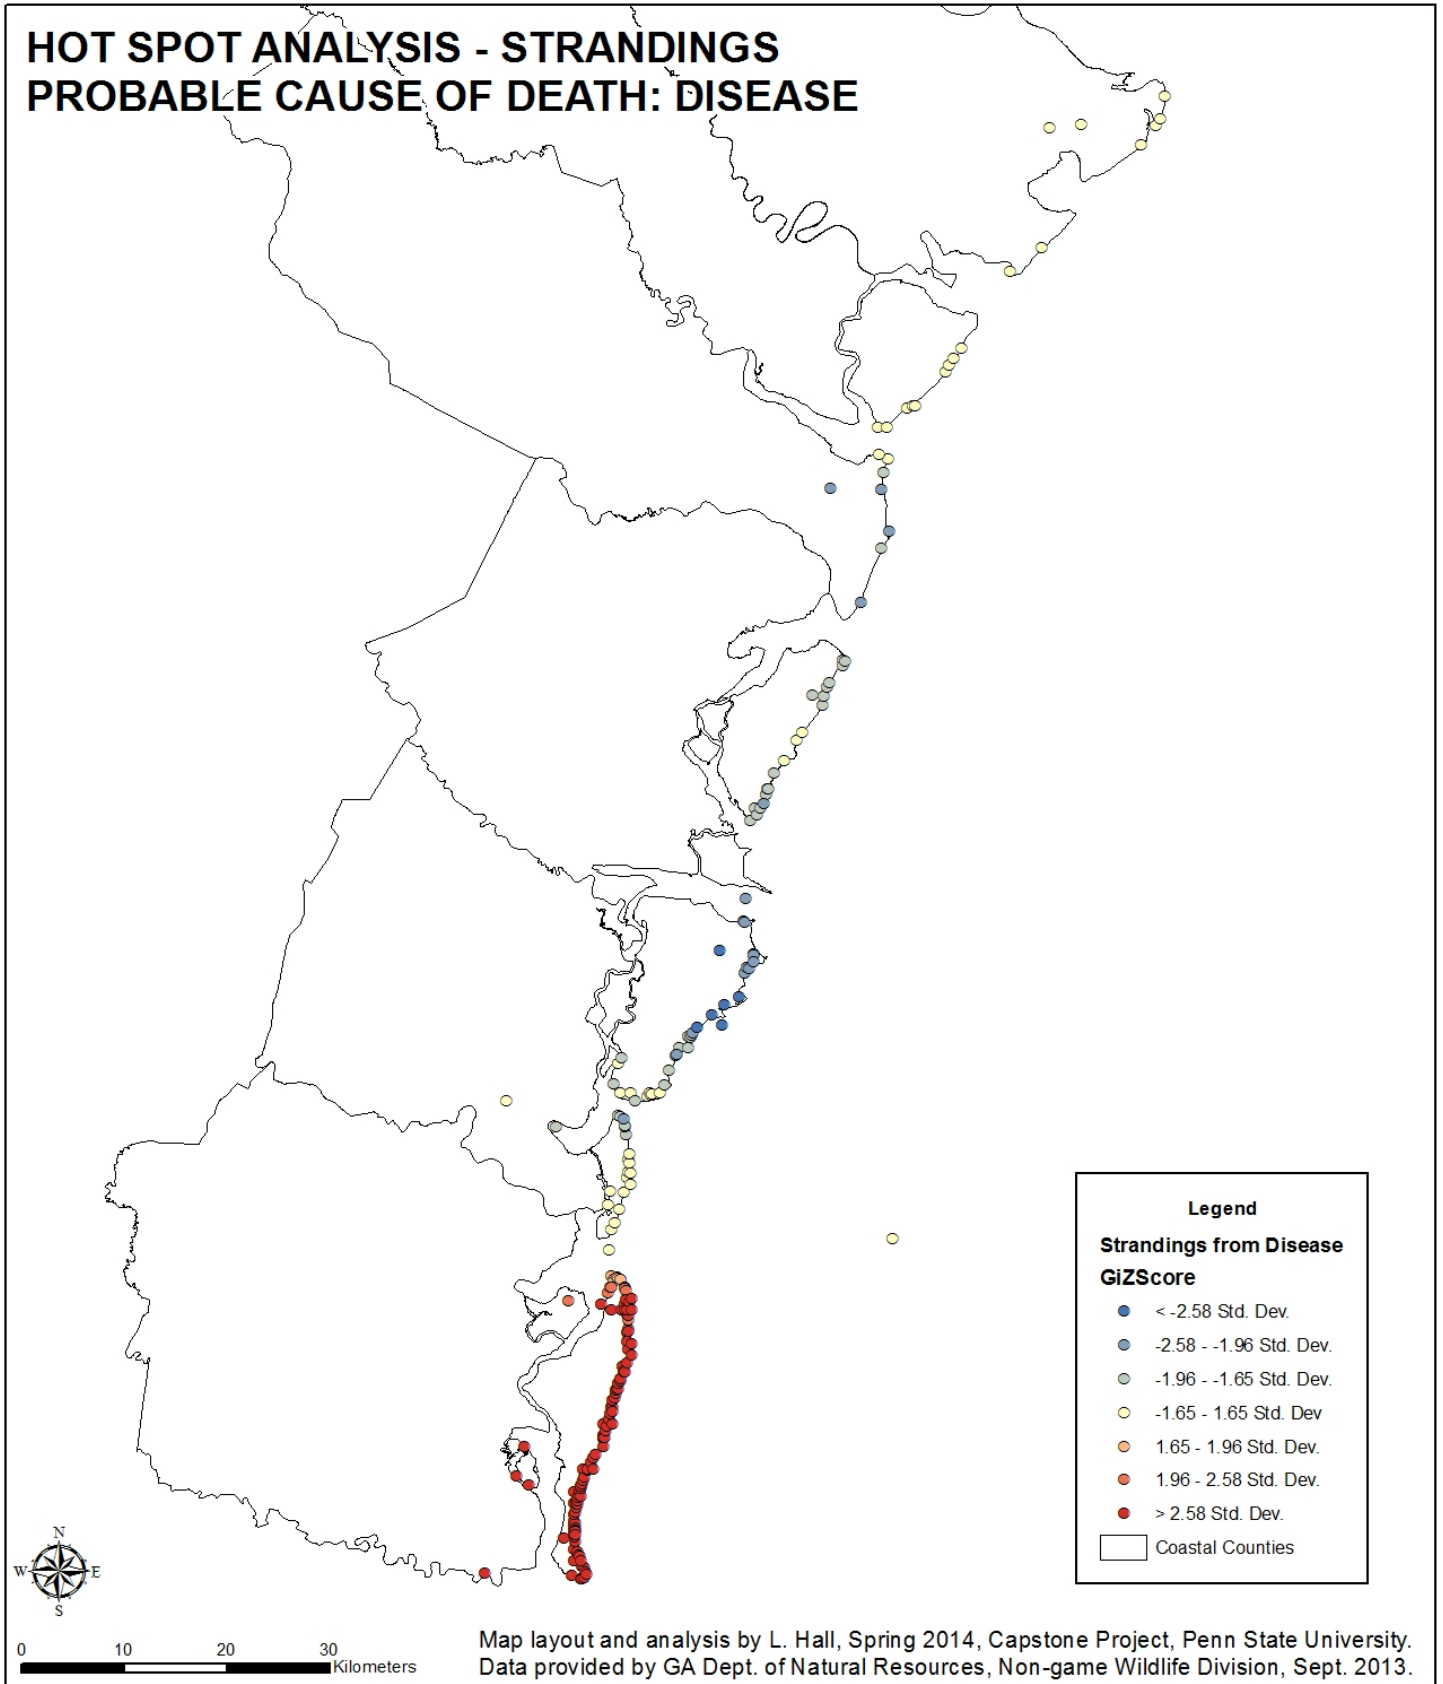 HOT SPOT ANALYSIS - STRANDINGS
PROBABLE CAUSE OF DEATH: DISEASE
Legend
Strandings from Disease
GiZScore
< -2.58 Std. Dev.
-2.58 - -1.96 Std. Dev.
-1.96 - -1.65 Std. Dev.
-1.65 - 1.65 Std. Dev
1.65 - 1.96 Std. Dev.
1.96 - 2.58 Std. Dev.
> 2.58 Std. Dev.
Coastal Counties
N
W E
S
0 10 20 30
Kilometers
Map layout and analysis by L. Hall, Spring 2014, Capstone Project, Penn State University.
Data provided by GA Dept. of Natural Resources, Non-game Wildlife Division, Sept. 2013.